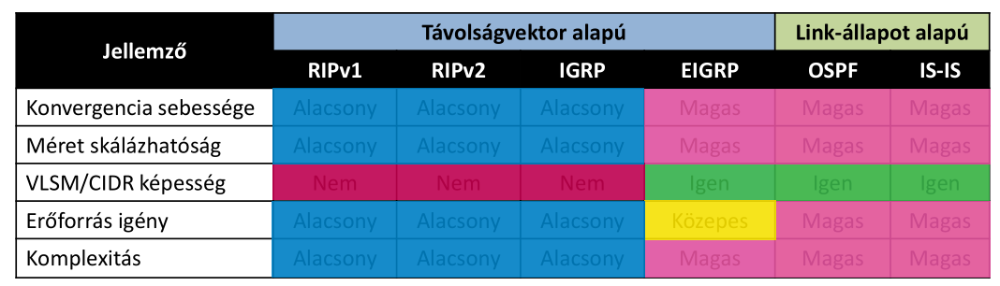 Jellemző Távolságvektor alapú Link-állapot alapú
RIPv1 RIPv2 IGRP EIGRP OSPF IS-IS
Konvergencia sebessége Alacsony Alacsony Alacsony Magas Magas Magas
Méret skálázhatóság Alacsony Alacsony Alacsony Magas Magas Magas
VLSM/CIDR képesség Nem Nem Nem Igen Igen Igen
Erőforrás igény Alacsony Alacsony Alacsony Közepes Magas Magas
Komplexitás Alacsony Alacsony Alacsony Magas Magas Magas